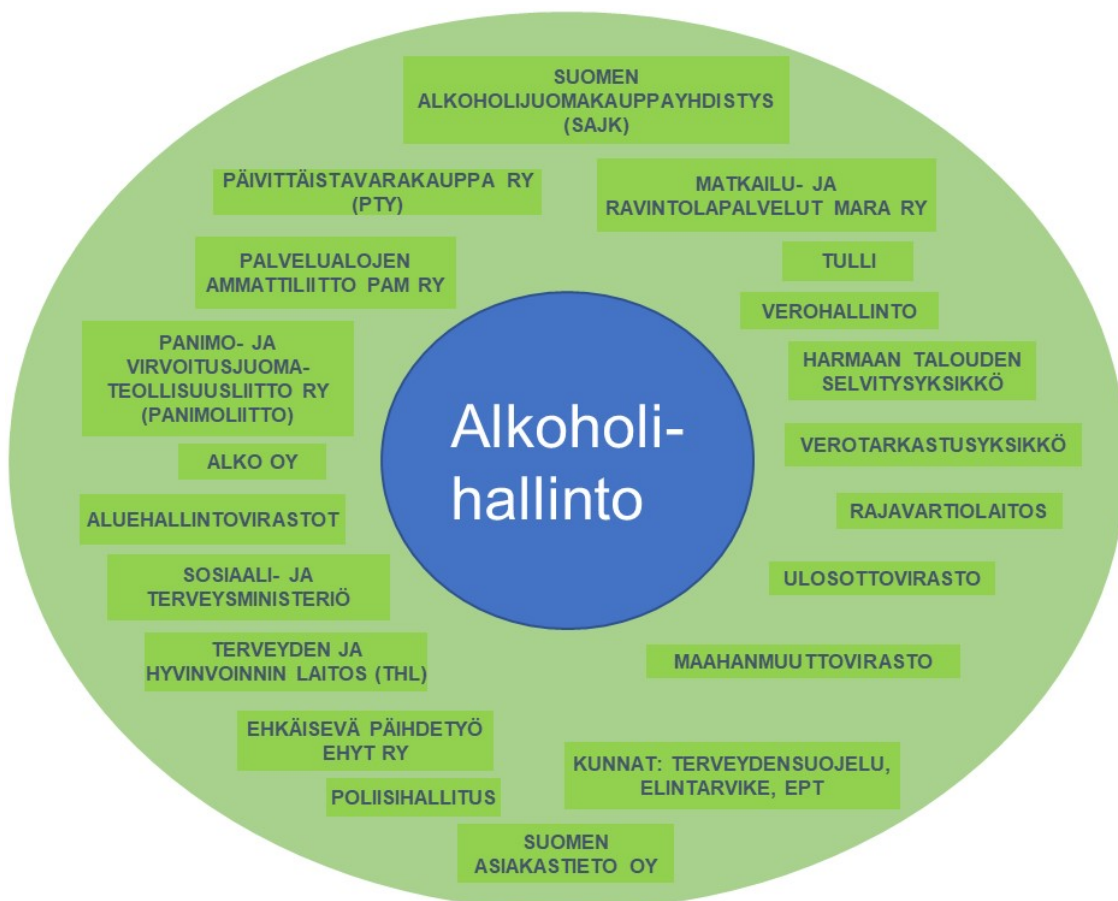 SUOMEN
ALKOHOLIJUOMAKAUPPAYHDISTYS
(SAJK)
PÄIVITTÄISTAVARAKAUPPA RY
(PTY)
MATKAILU- JA
RAVINTOLAPALVELUT MARA RY
PALVELUALOJEN
AMMATTILIITTO PAM RY
TULLI
VEROHALLINTO
PANIMO- JA
VIRVOITUSJUOMA-
TEOLLISUUSLIITTO RY
(PANIMOLIITTO)
HARMAAN TALOUDEN
SELVITYSYKSIKKÖ
Alkoholi-
hallinto
ALKO OY
VEROTARKASTUSYKSIKKÖ
ALUEHALLINTOVIRASTOT
RAJAVARTIOLAITOS
SOSIAALI- JA
TERVEYSMINISTERIÖ
ULOSOTTOVIRASTO
TERVEYDEN JA
HYVINVOINNIN LAITOS (THL)
MAAHANMUUTTOVIRASTO
EHKÄISEVÄ PÄIHDETYÖ
EHYT RY
KUNNAT: TERVEYDENSUOJELU,
ELINTARVIKE, EPT
POLIISIHALLITUS
SUOMEN
ASIAKASTIETO OY